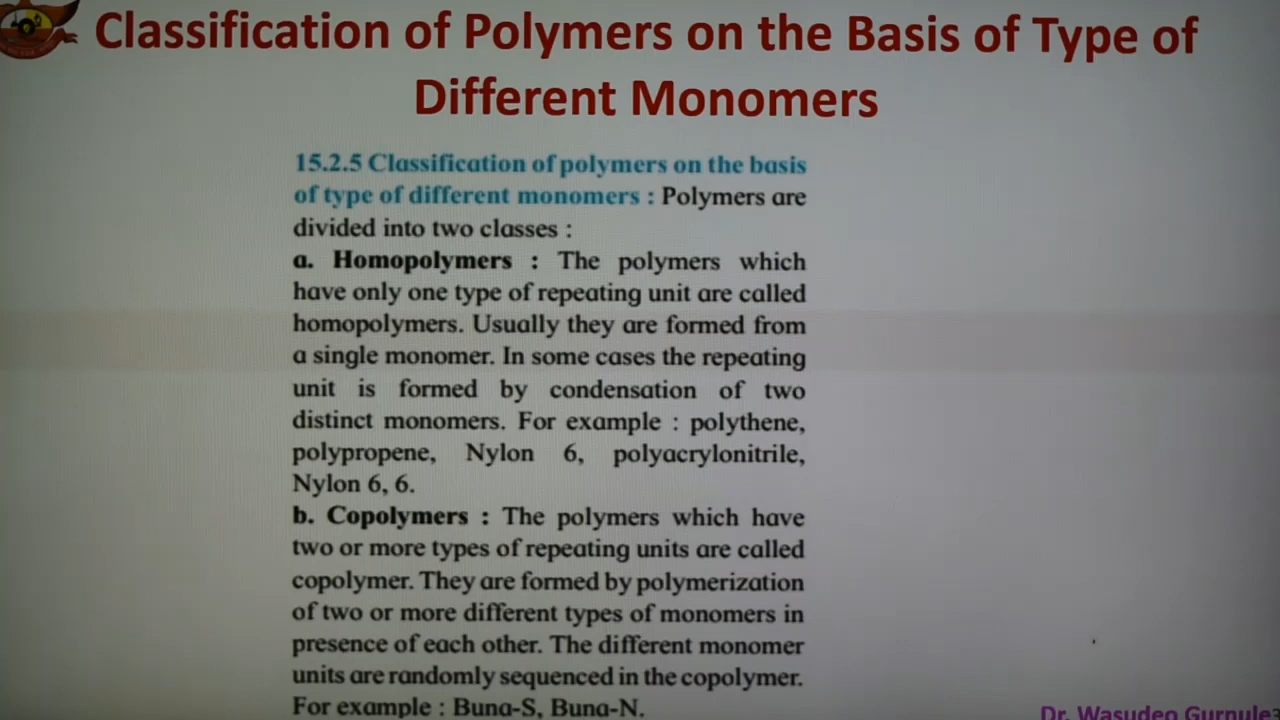 Classification of Polymers on the Basis of Type of
Different Monomers
15.2.5 Classification of polymers on the basis
of type of different monomers : Polymers are
divided into two classes :
a. Homopolymers : The polymers which
have only one type of repeating unit are called
homopolymers. Usually they are formed from
a single monomer. In some cases the repeating
unit is formed by condensation of two
distinct monomers. For example : polythene,
polypropene, Nylon 6, polyacrylonitrile,
Nylon 6, 6.
b. Copolymers : The polymers which have
two or more types of repeating units are called
copolymer. They are formed by polymerization
of two or more different types of monomers in
presence of each other. The different monomer
units are randomly sequenced in the copolymer.
For example : Buna-S, Buna-N.
Dr. Wasudeo Gurnule